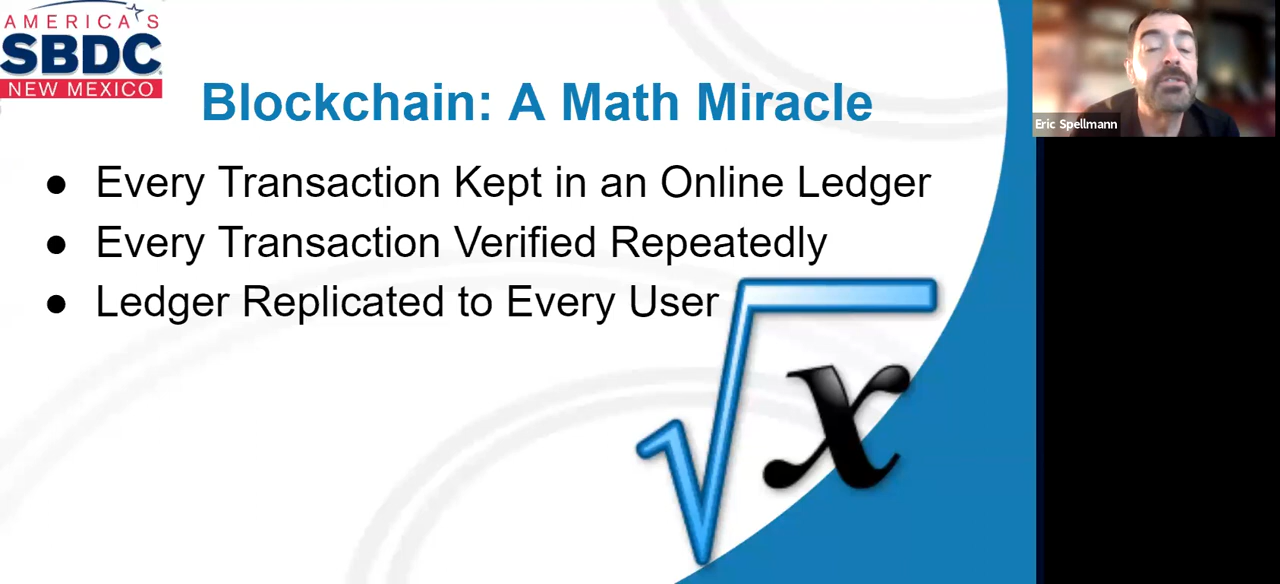 AMERICA'S
SBDC
NEW MEXICO
Blockchain: A Math Miracle
● Every Transaction Kept in an Online Ledger
● Every Transaction Verified Repeatedly
● Ledger Replicated to Every User
√x
Eric Spellmann